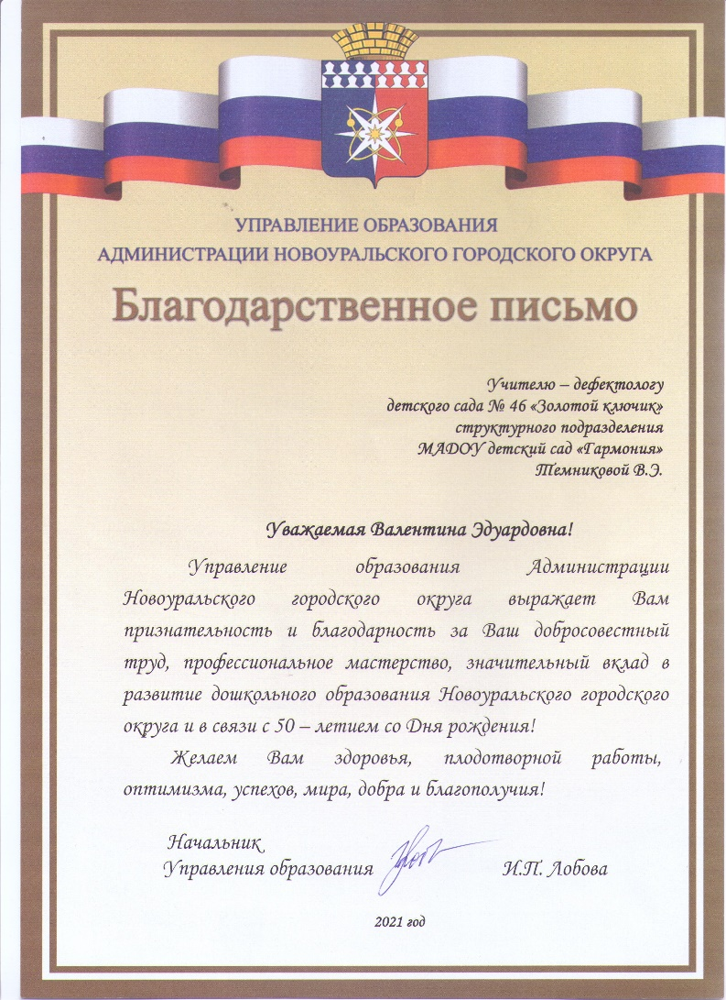 УПРАВЛЕНИЕ ОБРАЗОВАНИЯ
АДМИНИСТРАЦИИ НОВОУРАЛЬСКОГО ГОРОДСКОГО ОКРУГА
Благодарственное письмо
Учителю – дефектологу
детского сада № 46 «Золотой ключик»
структурного подразделения
МАДОУ детский сад «Гармония»
Темниковой В.Э.
Уважаемая Валентина Эдуардовна!
Управление образования Администрации
Новоуральского городского округа выражает Вам
признательность и благодарность за Ваш добросовестный
труд, профессиональное мастерство, значительный вклад в
развитие дошкольного образования Новоуральского городского
округа и в связи с 50 – летием со Дня рождения!
Желаем Вам здоровья, плодотворной работы,
оптимизма, успехов, мира, добра и благополучия!
Начальник
Управления образования И.П. Лобова
2021 год